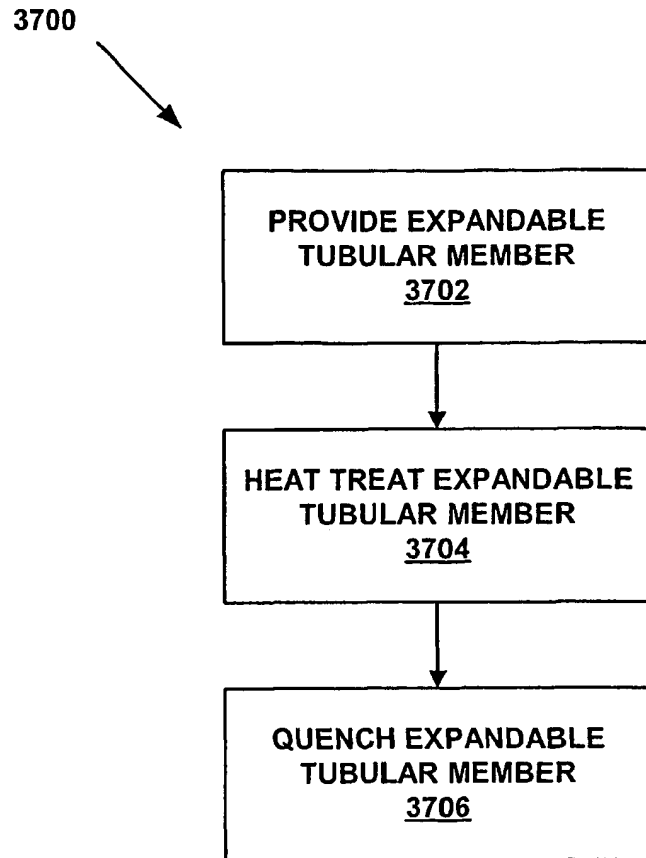 3700
PROVIDE EXPANDABLE
TUBULAR MEMBER
3702
HEAT TREAT EXPANDABLE
TUBULAR MEMBER
3704
QUENCH EXPANDABLE
TUBULAR MEMBER
3706